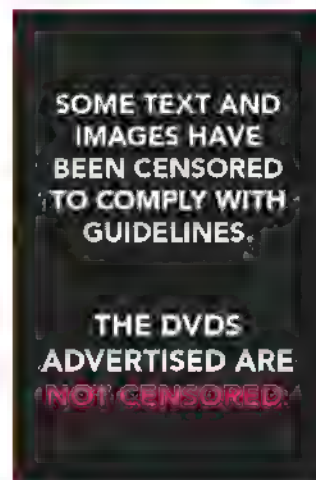 SOME TEXT AND
IMAGES HAVE
BEEN CENSORED
TO COMPLY WITH
GUIDELINES.
THE DVDS
ADVERTISED ARE
NOT CENSORED.